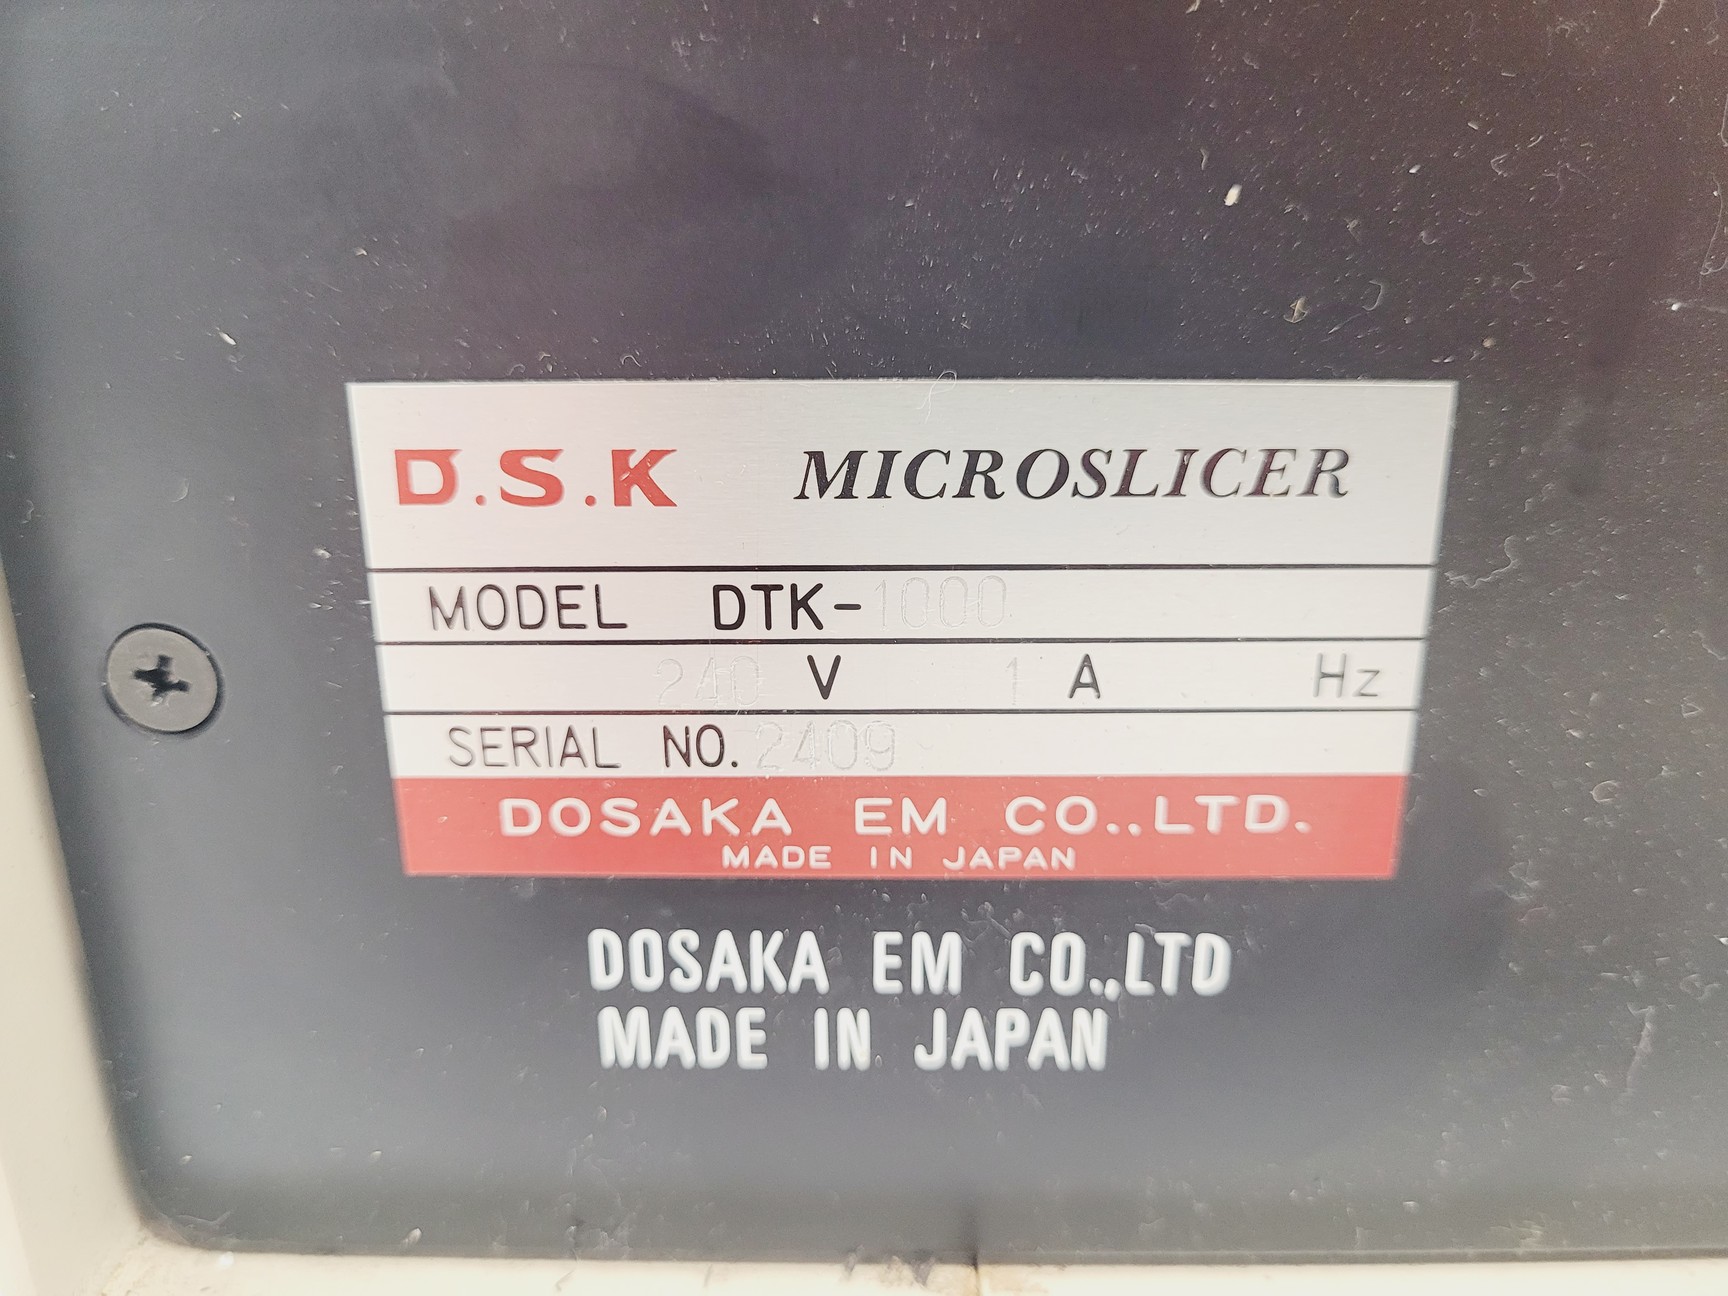 D.S.K MICROSLICER
MODEL DTK-1000
240 V 1 A Hz
SERIAL NO. 2409
DOSAKA EM CO.,LTD.
MADE IN JAPAN
DOSAKA EM CO.,LTD
MADE IN JAPAN